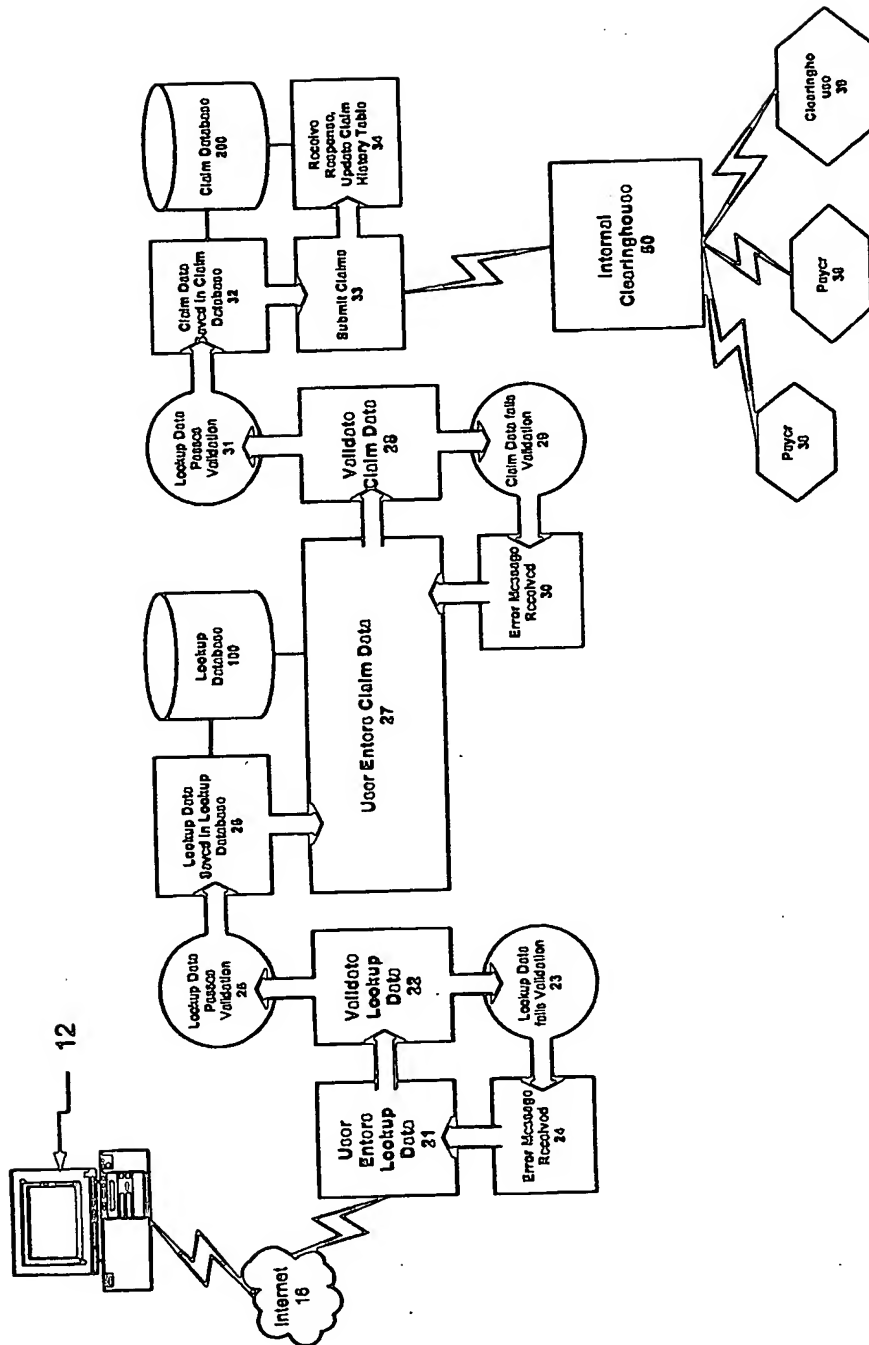 12
Internet
16
User
Enters
Lookup
Data
21
Validate
Lookup
Data
22
Lookup Data
fails Validation
23
Error Message
Received
24
Lookup Data
Passes
Validation
25
Lookup Data
Saved in Lookup
Database
26
Lookup
Database
100
User Enters Claim Data
27
Validate
Claim Data
28
Claim Data fails
Validation
29
Error Message
Received
30
Lookup Data
Passes
Validation
31
Claim Data
Saved in Claim
Database
32
Claim Database
200
Submit Claims
33
Receive
Response,
Update Claim
History Table
34
Internal
Clearinghouse
50
Payer
38
Payer
38
Clearingho
use
39